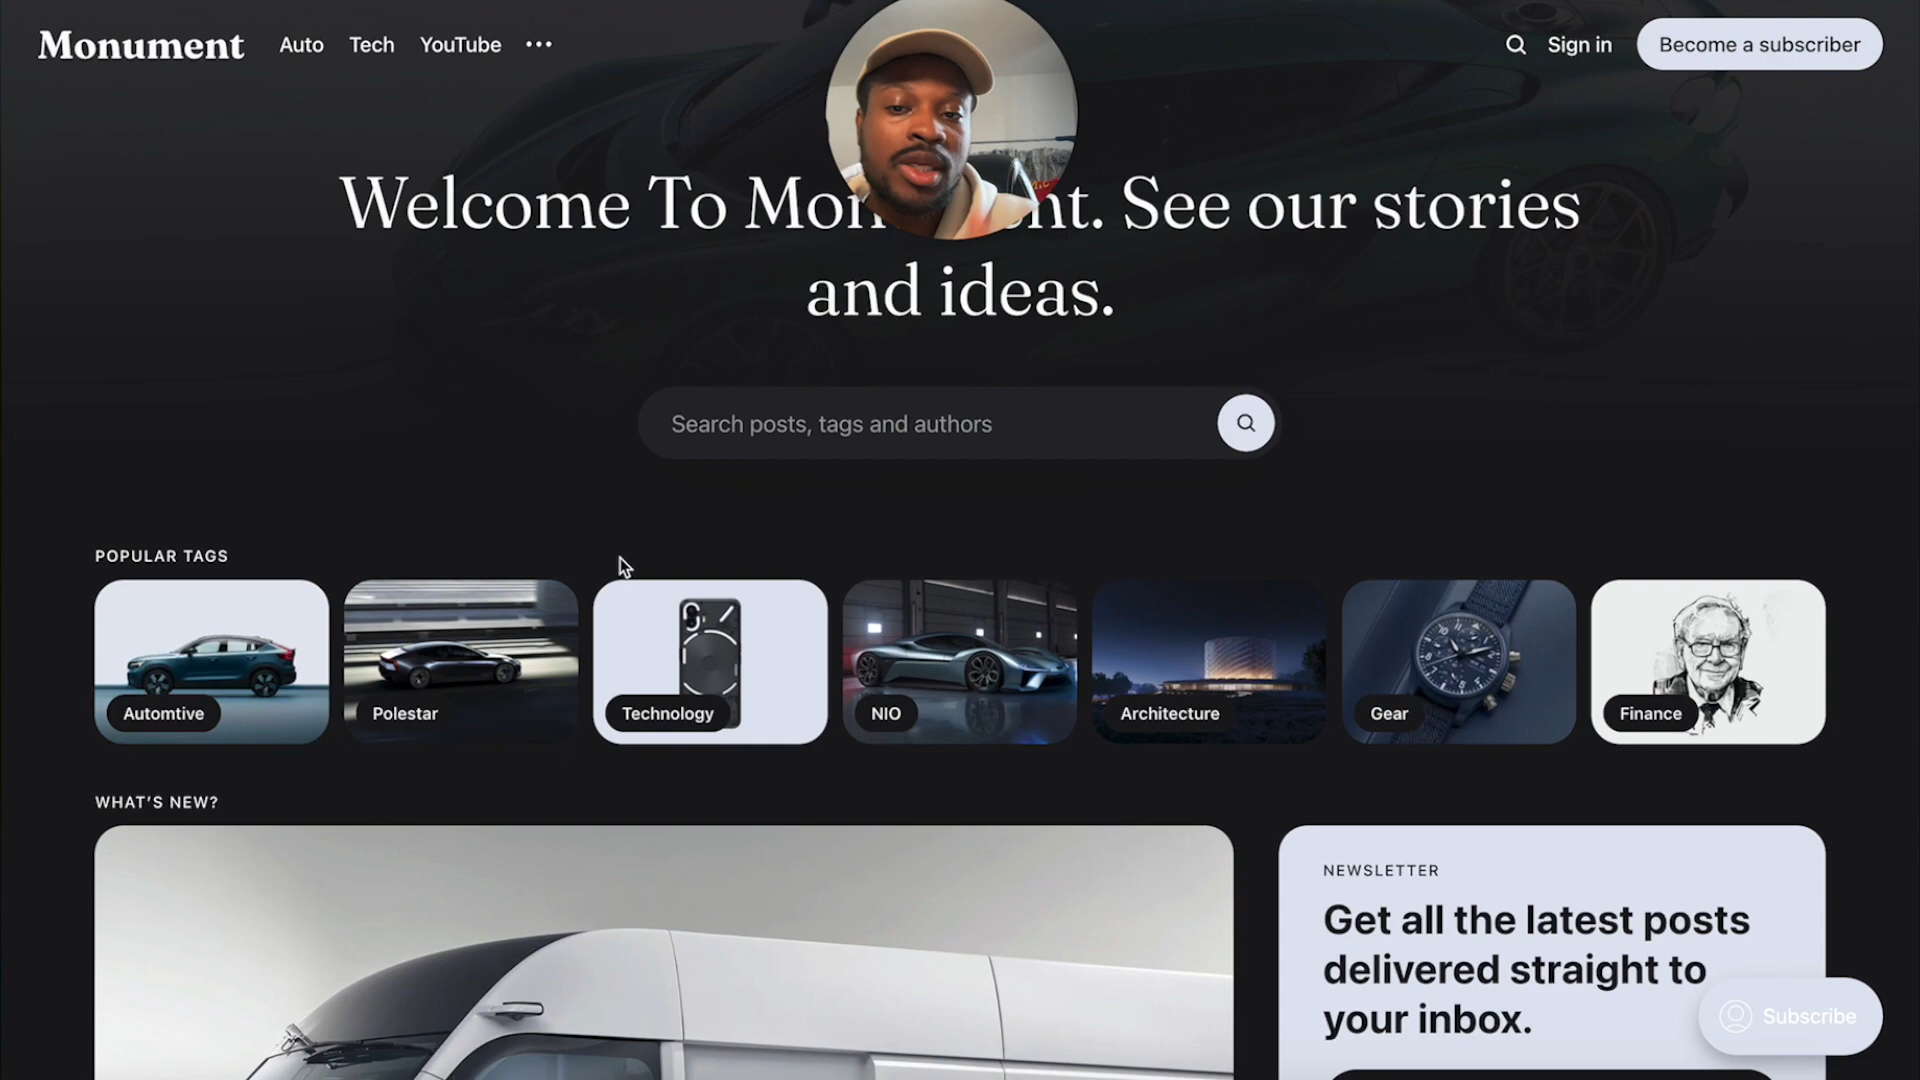 Monument
Auto
Tech
YouTube
Sign in
Become a subscriber
Welcome To Mon nt. See our stories
and ideas.
Search posts, tags and authors
POPULAR TAGS
Automtive
Polestar
Technology
NIO
Architecture
Gear
Finance
WHAT'S NEW?
NEWSLETTER
Get all the latest posts
delivered straight to
your inbox.
Subscribe